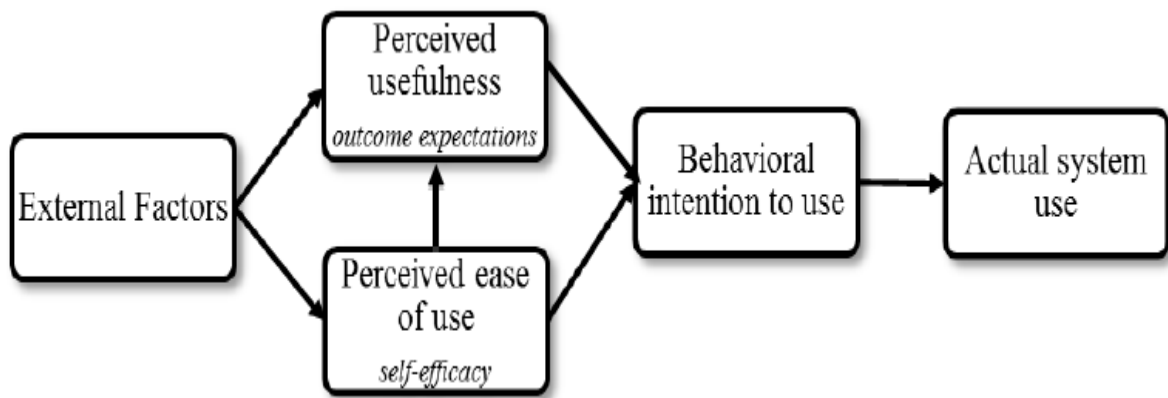 External Factors
Perceived
usefulness
outcome expectations
Perceived ease
of use
self-efficacy
Behavioral
intention to use
Actual system
use